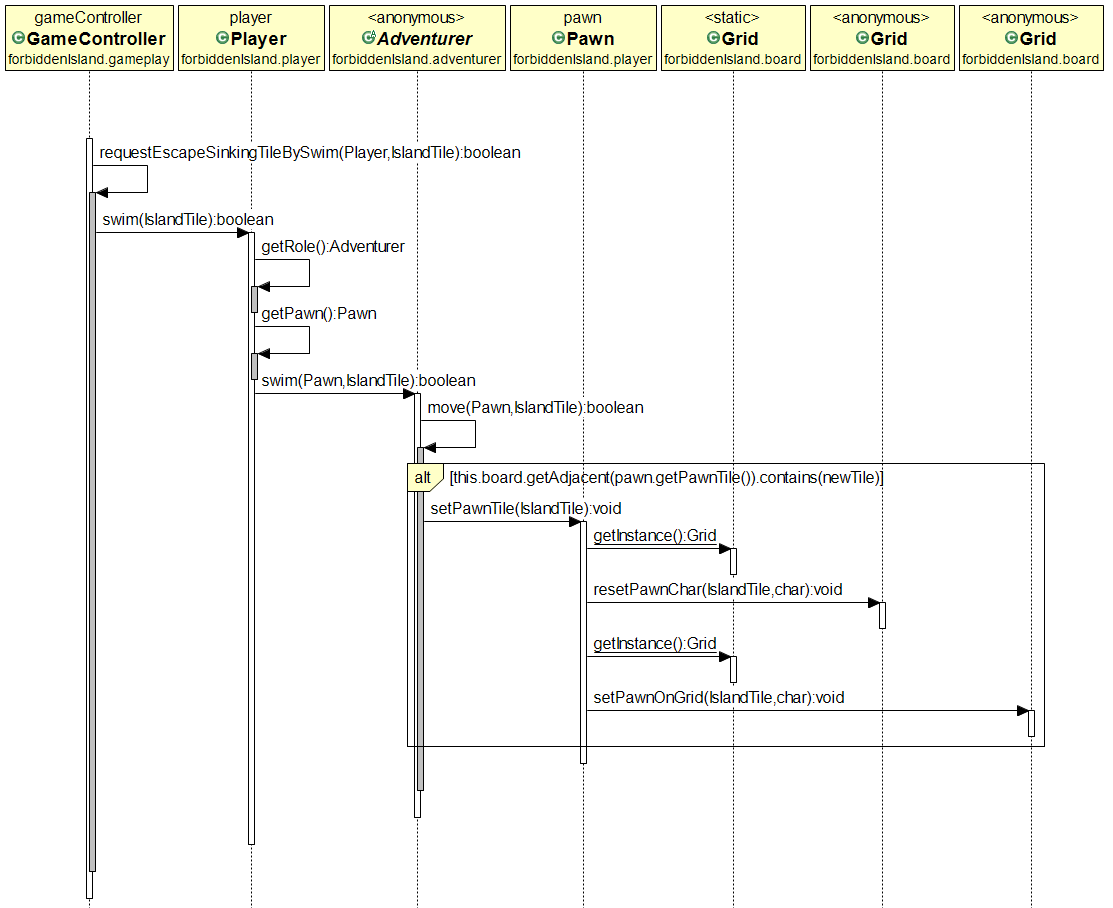 gameController
GameController
forbiddenIsland.gameplay
player
Player
forbiddenIsland.player
<anonymous>
Adventurer
forbiddenIsland.adventurer
pawn
Pawn
forbiddenIsland.player
<static>
Grid
forbiddenIsland.board
<anonymous>
Grid
forbiddenIsland.board
<anonymous>
Grid
forbiddenIsland.board
requestEscapeSinkingTileBySwim(Player,IslandTile):boolean
swim(IslandTile):boolean
getRole():Adventurer
getPawn():Pawn
swim(Pawn,IslandTile):boolean
move(Pawn,IslandTile):boolean
alt [this.board.getAdjacent(pawn.getPawnTile()).contains(newTile)]
setPawnTile(IslandTile):void
getInstance():Grid
resetPawnChar(IslandTile,char):void
getInstance():Grid
setPawnOnGrid(IslandTile,char):void